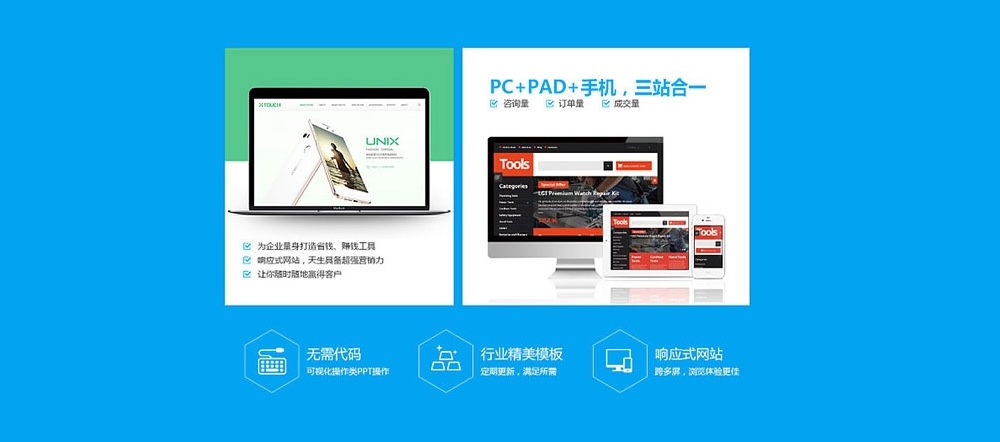 XTOUCH
UNIX
为企业量身打造省钱、赚钱工具
响应式网站，天生具备超强营销力
让你随时随地赢得客户
PC+PAD+手机，三站合一
咨询量
订单量
成交量
Tools
Categories
Special Offer
LGT Premium Watch Repair Kit
Tools
Tools
无需代码
可视化操作类PPT操作
行业精美模板
定期更新，满足所需
响应式网站
跨多屏，浏览体验更佳